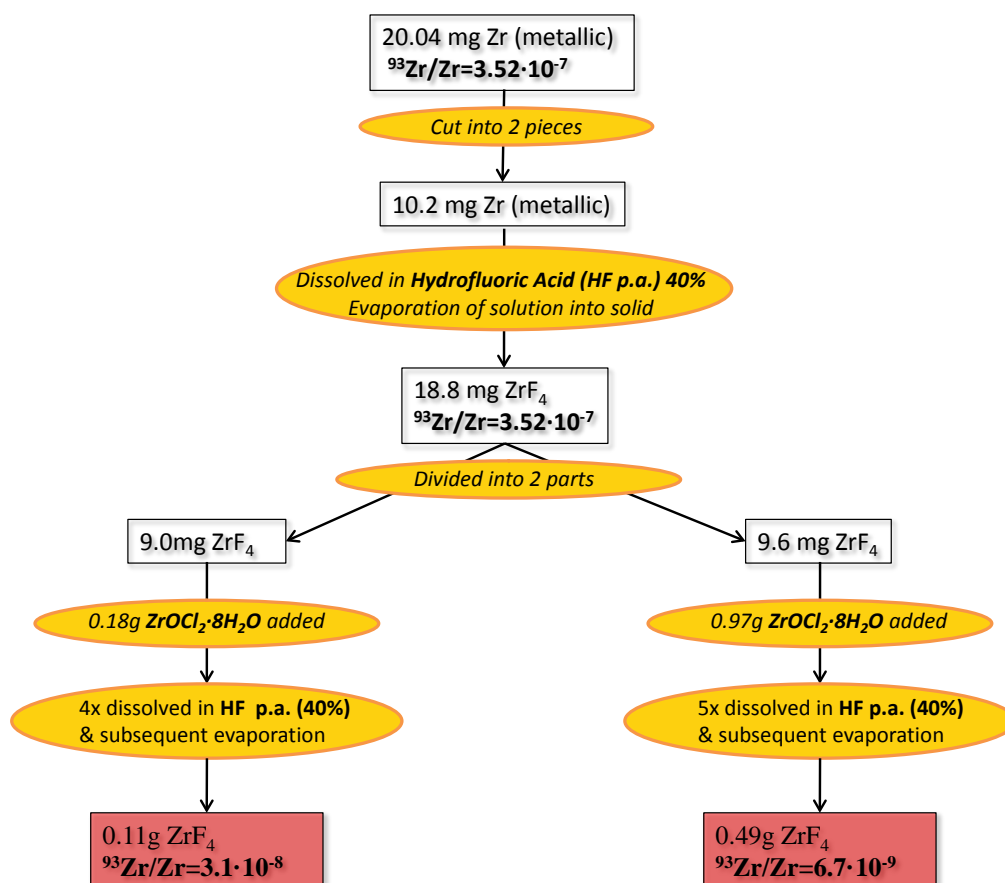 20.04 mg Zr (metallic)
⁹³Zr/Zr=3.52·10⁻⁷
Cut into 2 pieces
10.2 mg Zr (metallic)
Dissolved in Hydrofluoric Acid (HF p.a.) 40%
Evaporation of solution into solid
18.8 mg ZrF₄
⁹³Zr/Zr=3.52·10⁻⁷
Divided into 2 parts
9.0mg ZrF₄
9.6 mg ZrF₄
0.18g ZrOCl₂·8H₂O added
0.97g ZrOCl₂·8H₂O added
4x dissolved in HF p.a. (40%)
& subsequent evaporation
5x dissolved in HF p.a. (40%)
& subsequent evaporation
0.11g ZrF₄
⁹³Zr/Zr=3.1·10⁻⁸
0.49g ZrF₄
⁹³Zr/Zr=6.7·10⁻⁹